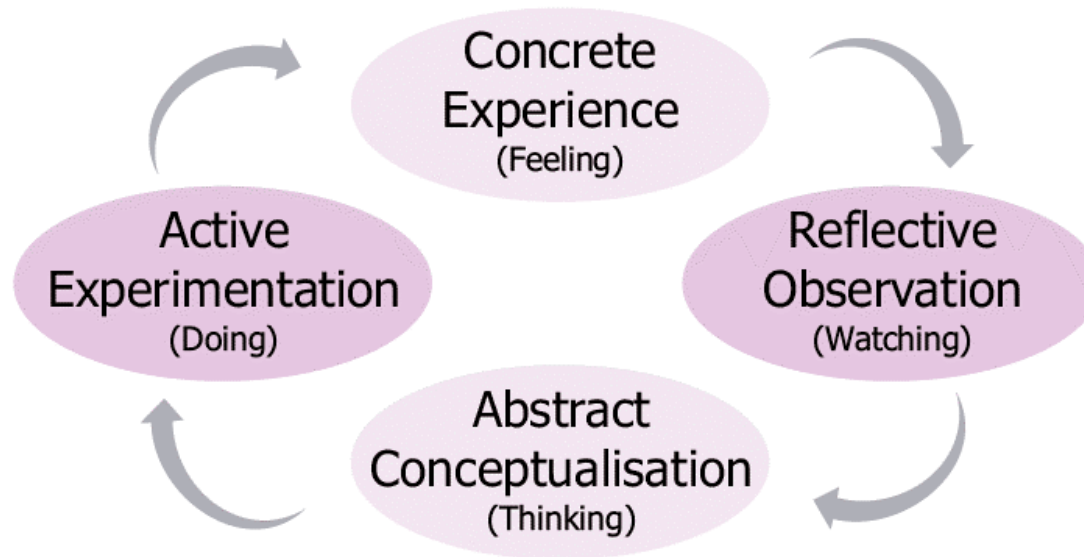 Concrete
Experience
(Feeling)
Active
Experimentation
(Doing)
Reflective
Observation
(Watching)
Abstract
Conceptualisation
(Thinking)